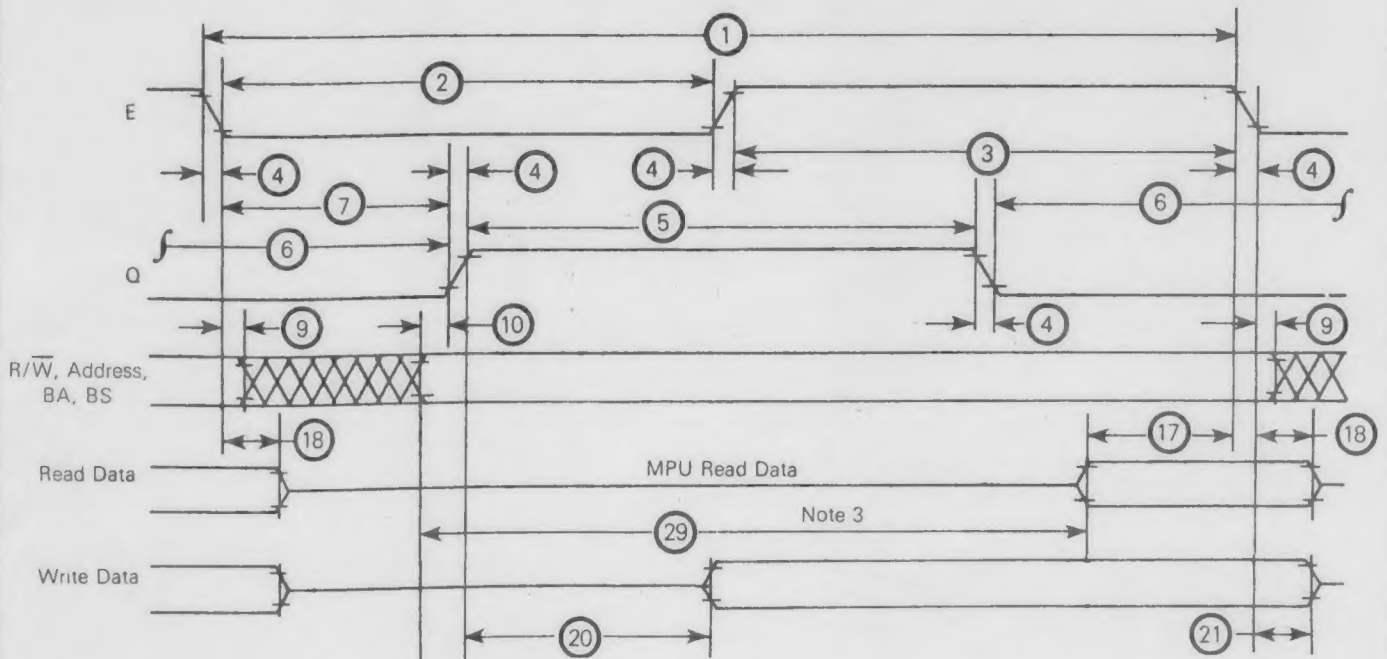 1
2
E
3
4
4
4
4
7
6
5
6
Q
9
10
4
9
R/W̅, Address,
BA, BS
18
17
18
Read Data
MPU Read Data
Note 3
29
Write Data
20
21